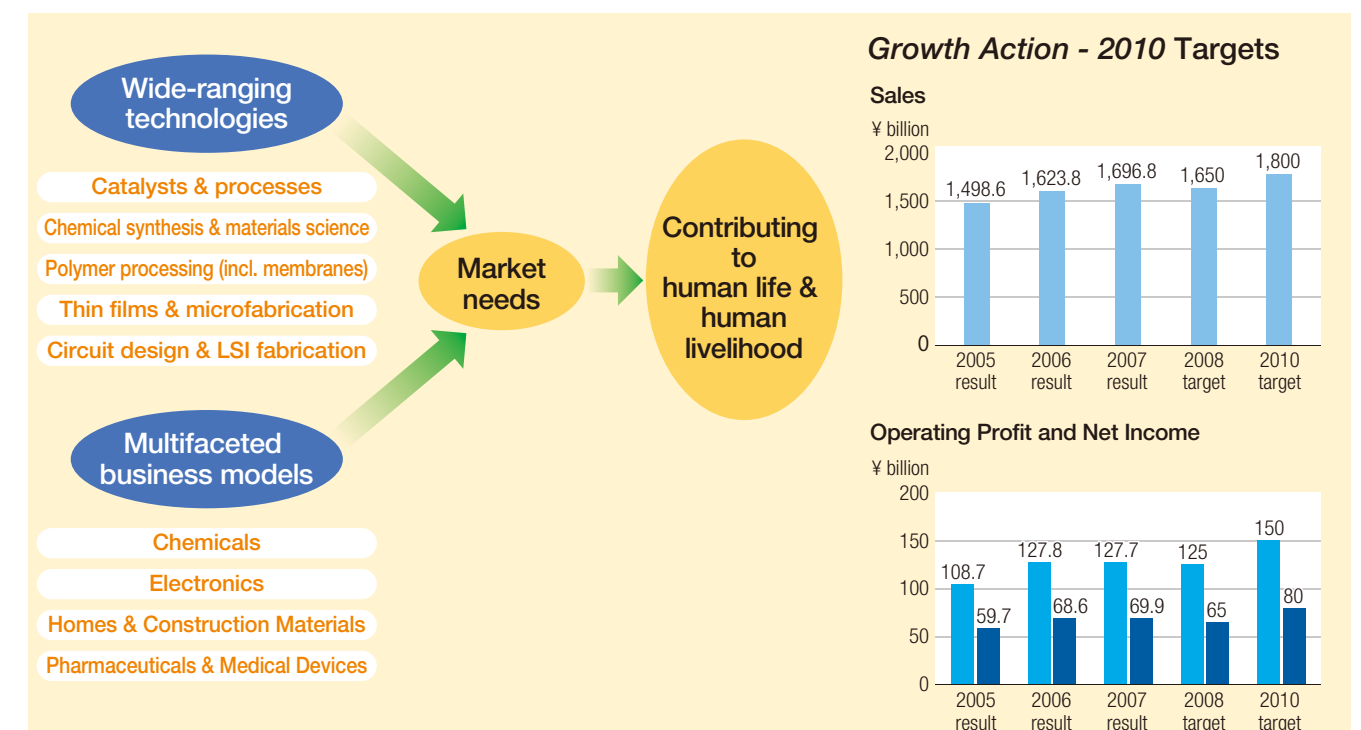 Wide-ranging
technologies
Catalysts & processes
Chemical synthesis & materials science
Polymer processing (incl. membranes)
Thin films & microfabrication
Circuit design & LSI fabrication
Multifaceted
business models
Chemicals
Electronics
Homes & Construction Materials
Pharmaceuticals & Medical Devices
Market
needs
Contributing
to
human life &
human
livelihood
Growth Action - 2010 Targets
Sales
¥ billion
2,000
1,500
1,000
500
0
1,498.6
1,623.8
1,696.8
1,650
1,800
2005
result
2006
result
2007
result
2008
target
2010
target
Operating Profit and Net Income
¥ billion
200
150
100
50
0
108.7
59.7
127.8
68.6
127.7
69.9
125
65
150
80
2005
result
2006
result
2007
result
2008
target
2010
target